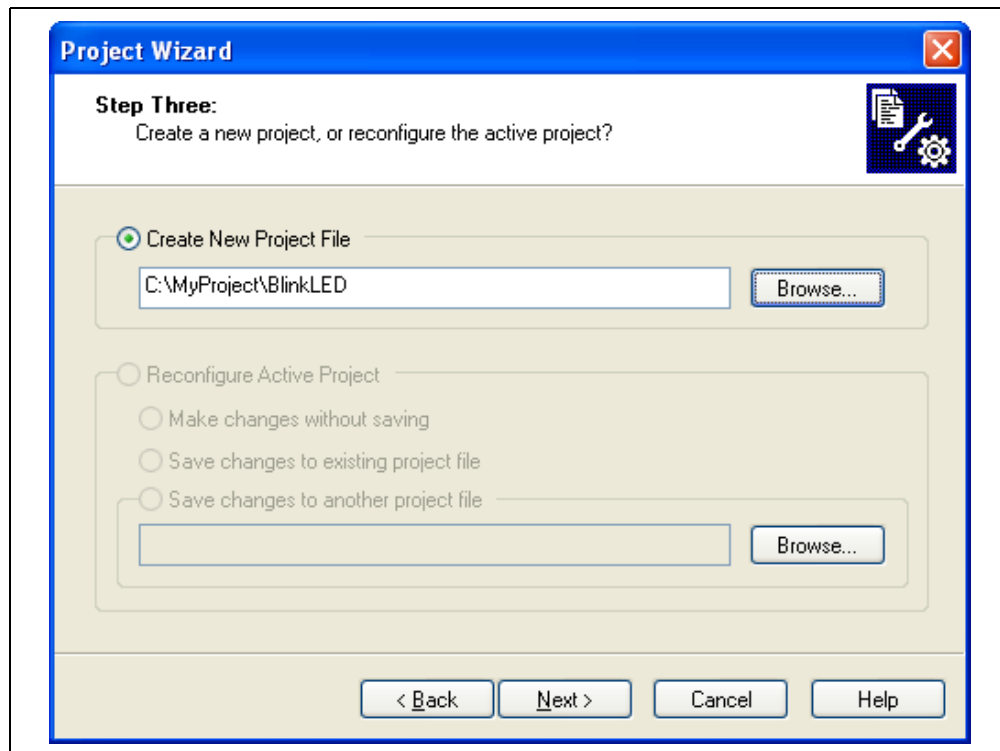 Project Wizard
Step Three:
Create a new project, or reconfigure the active project?
Create New Project File
C:\MyProject\BlinkLED
Browse...
Reconfigure Active Project
Make changes without saving
Save changes to existing project file
Save changes to another project file
Browse...
< Back Next > Cancel Help